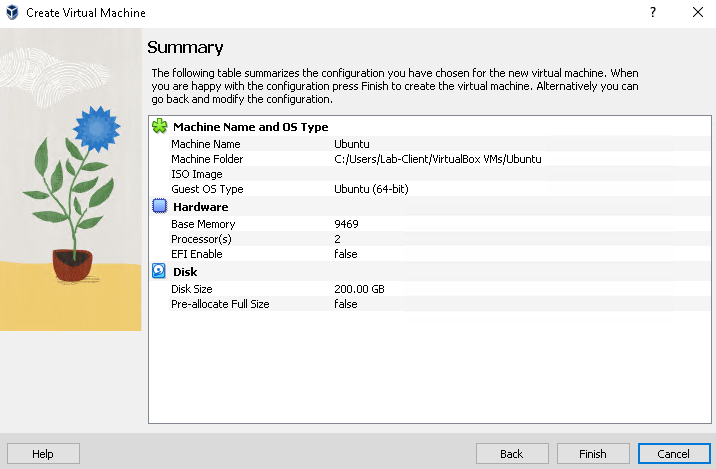 Create Virtual Machine
?
Summary
The following table summarizes the configuration you have chosen for the new virtual machine. When
you are happy with the configuration press Finish to create the virtual machine. Alternatively you can
go back and modify the configuration.
Machine Name and OS Type
Machine Name Ubuntu
Machine Folder C:/Users/Lab-Client/VirtualBox VMs/Ubuntu
ISO Image
Guest OS Type Ubuntu (64-bit)
Hardware
Base Memory 9469
Processor(s) 2
EFI Enable false
Disk
Disk Size 200.00 GB
Pre-allocate Full Size false
Help Back Finish Cancel